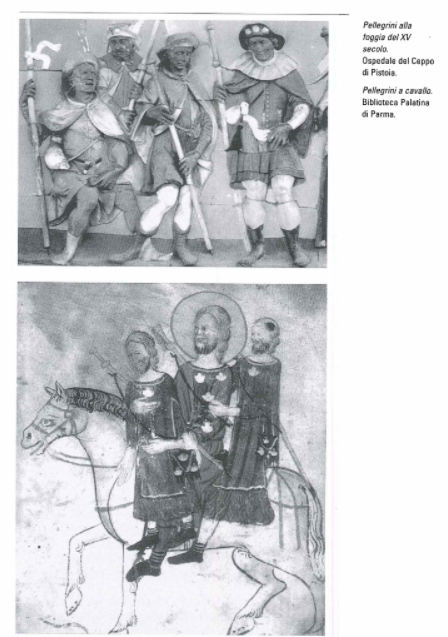 Pellegrini alla
foggia del XV
secolo.
Ospedale del Ceppo
di Pistoia.
Pellegrini a cavallo.
Biblioteca Palatina
di Parma.